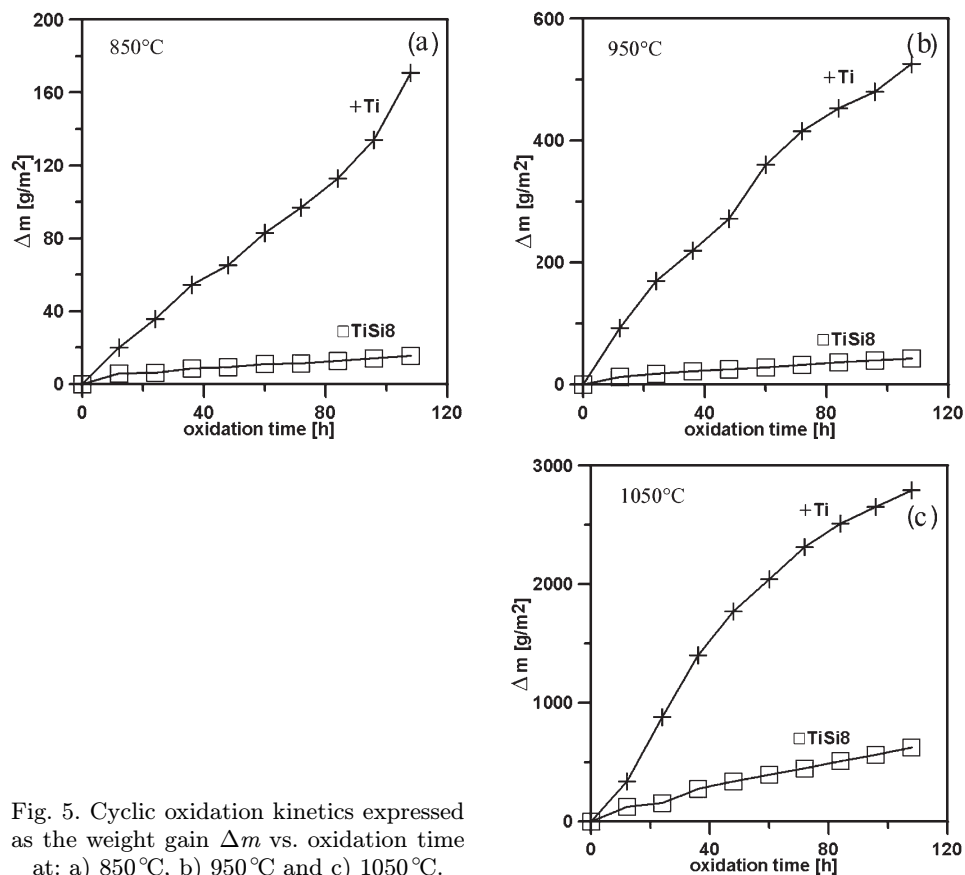 200
160
120
80
40
0
Δm [g/m2]
850°C
(a)
+Ti
□TiSi8
0
40
80
120
oxidation time [h]
600
400
200
0
Δm [g/m2]
950°C
(b)
+Ti
□TiSi8
0
40
80
120
oxidation time [h]
3000
2000
1000
0
Δm [g/m2]
1050°C
(c)
+Ti
□TiSi8
0
40
80
120
oxidation time [h]
Fig. 5. Cyclic oxidation kinetics expressed
as the weight gain Δm vs. oxidation time
at: a) 850°C, b) 950°C and c) 1050°C.